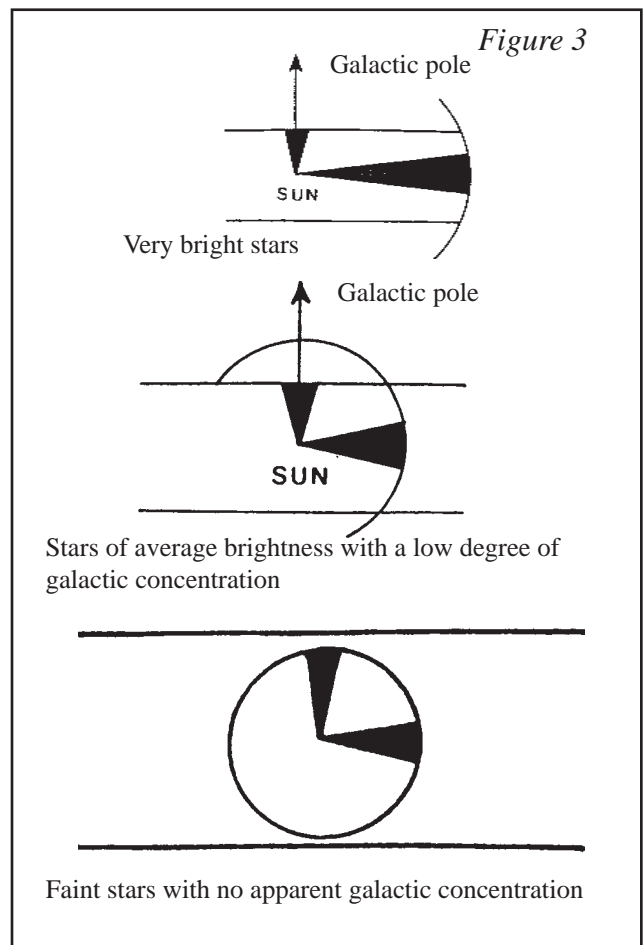 Figure 3
Galactic pole
SUN
Very bright stars
Galactic pole
SUN
Stars of average brightness with a low degree of
galactic concentration
Faint stars with no apparent galactic concentration